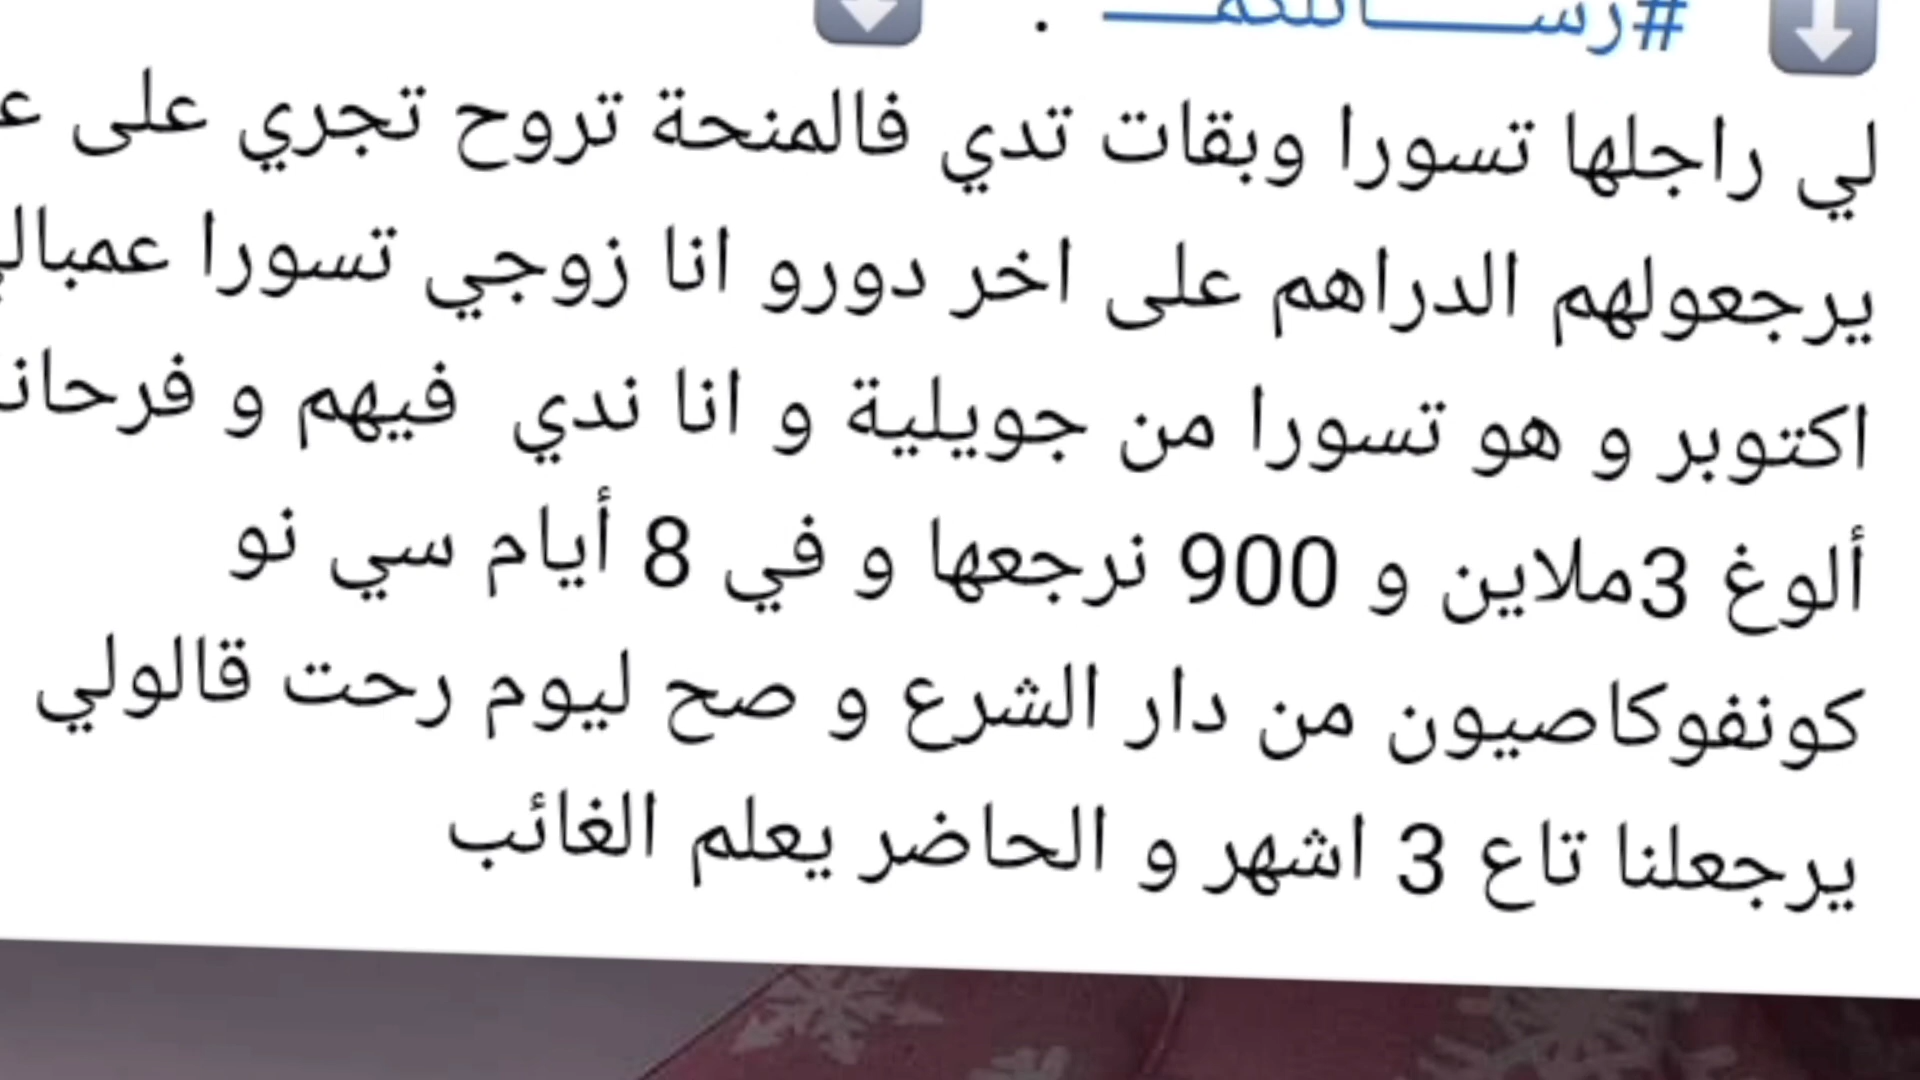 #رسائلكم .
لي راجلها تسورا وبقات تدي فالمنحة تروح تجري على
يرجعولهم الدراهم على اخر دورو انا زوجي تسورا
اكتوبر و هو تسورا من جويلية و انا ندي فيهم و
ألوغ 3ملاين و 900 نرجعها و في 8 أيام سي نو
كونفوكاصيون من دار الشرع و صح ليوم رحت قالولي
يرجعلنا تاع 3 اشهر و الحاضر يعلم الغائب